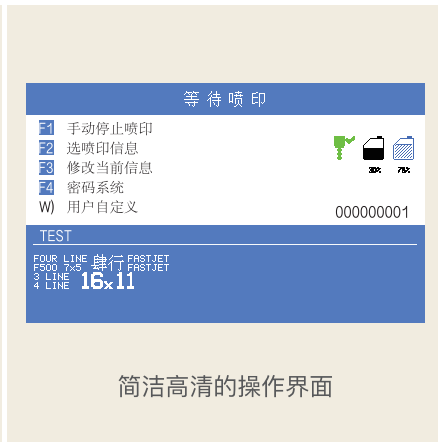 等待喷印
F1 手动停止喷印
F2 选喷印信息
F3 修改当前信息
F4 密码系统
W) 用户自定义
30% 75%
000000001
TEST
FOUR LINE 肆行 FASTJET
F500 7x5 FASTJET
3 LINE 16x11
4 LINE
简洁高清的操作界面